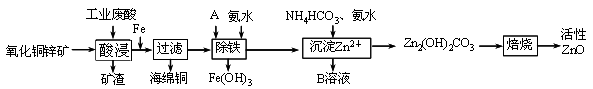 工业废酸 Fe A 氨水 NH4HCO3、氨水
氧化铜锌矿 酸浸 过滤 除铁 沉淀Zn2+ Zn2(OH)2CO3 焙烧 活性ZnO
矿渣 海绵铜 Fe(OH)3 B溶液